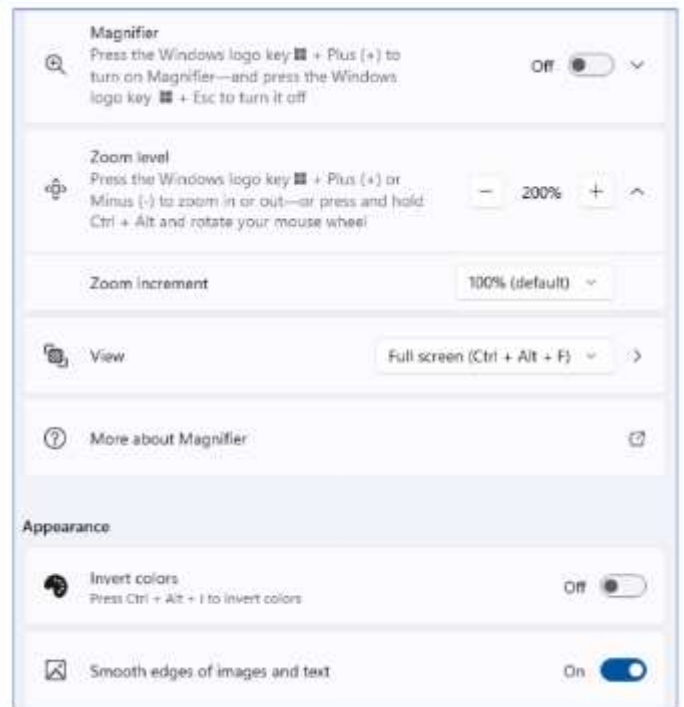 Magnifier
Press the Windows logo key + Plus (+) to
turn on Magnifier—and press the Windows
logo key + Esc to turn it off
Off
Zoom level
Press the Windows logo key + Plus (+) or
Minus (-) to zoom in or out—or press and hold
Ctrl + Alt and rotate your mouse wheel
200%
Zoom increment
100% (default)
View
Full screen (Ctrl + Alt + F)
More about Magnifier
Appearance
Invert colors
Press Ctrl + Alt + I to invert colors
Off
Smooth edges of images and text
On